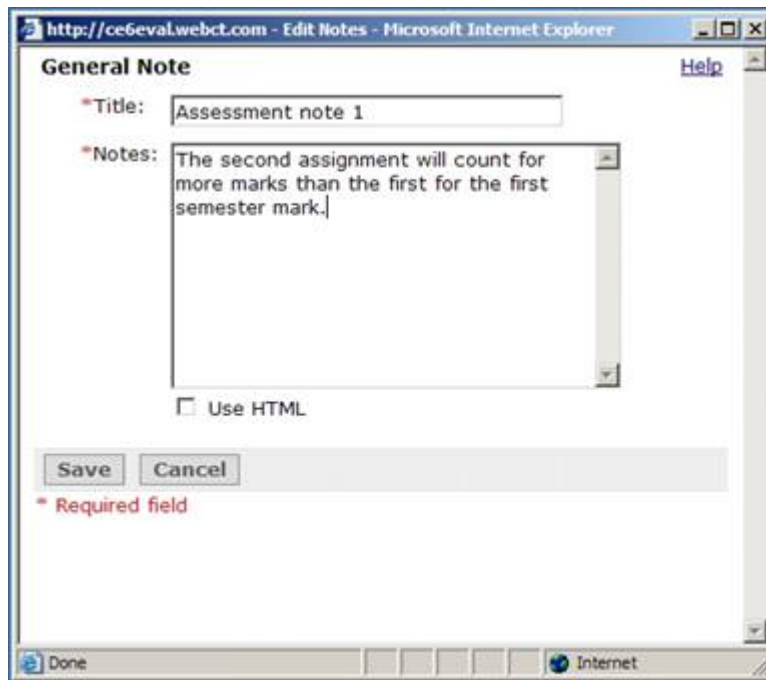 http://ce6eval.webct.com - Edit Notes - Microsoft Internet Explorer
General Note Help
*Title: Assessment note 1
*Notes: The second assignment will count for
more marks than the first for the first
semester mark.
Use HTML
Save Cancel
* Required field
Done Internet